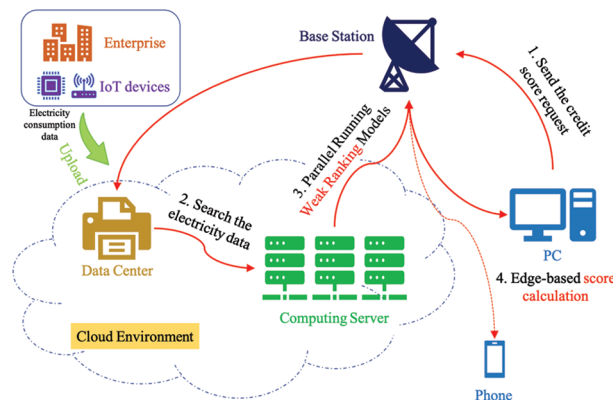 Enterprise
IoT devices
Electricity
consumption
data
Upload
Base Station
1. Send the credit
score request
3. Parallel Running
Weak Ranking Models
2. Search the
electricity data
Data Center
Computing Server
Cloud Environment
PC
4. Edge-based score
calculation
Phone